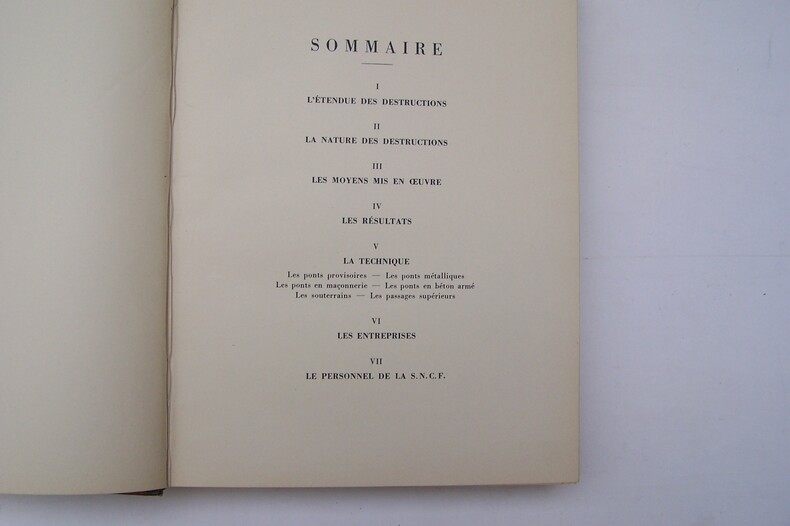 SOMMAIRE
I
L'ÉTENDUE DES DESTRUCTIONS
II
LA NATURE DES DESTRUCTIONS
III
LES MOYENS MIS EN ŒUVRE
IV
LES RÉSULTATS
V
LA TECHNIQUE
Les ponts provisoires — Les ponts métalliques
Les ponts en maçonnerie — Les ponts en béton armé
Les souterrains — Les passages supérieurs
VI
LES ENTREPRISES
VII
LE PERSONNEL DE LA S.N.C.F.